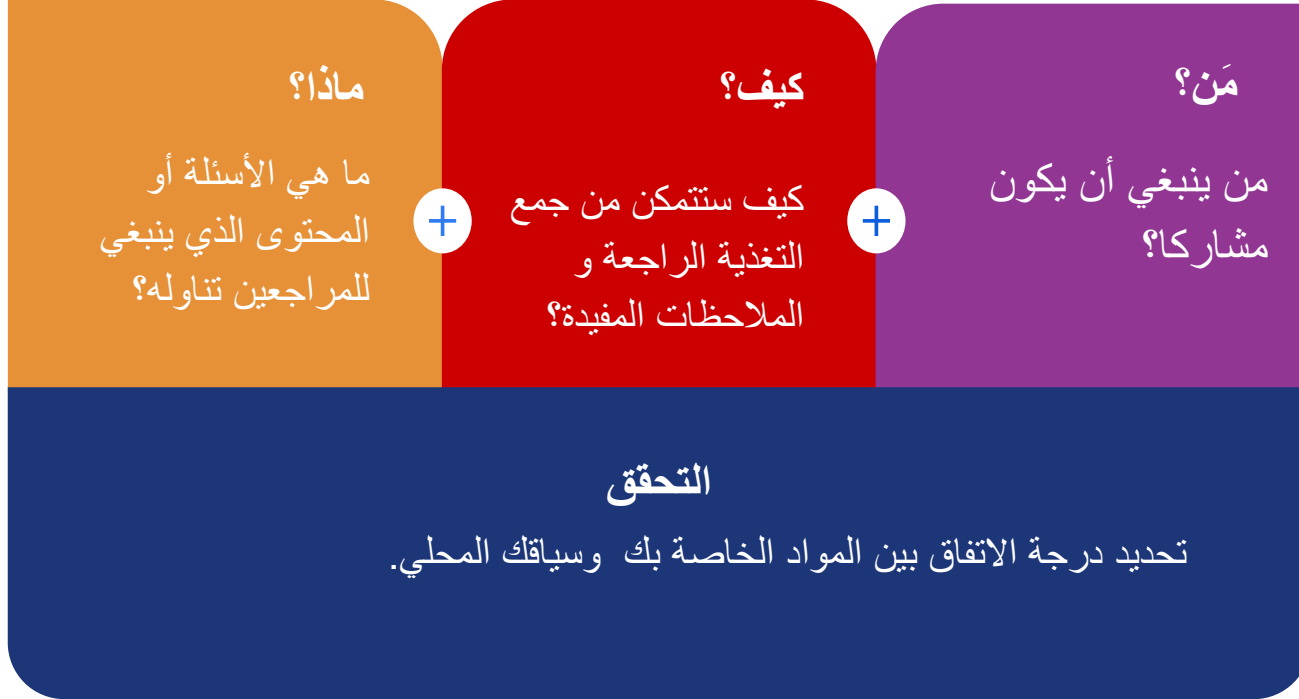 مَن؟
من ينبغي أن يكون
مشاركا؟
+
كيف؟
كيف ستتمكن من جمع
التغذية الراجعة و
الملاحظات المفيدة؟
+
ماذا؟
ما هي الأسئلة أو
المحتوى الذي ينبغي
للمراجعين تناوله؟
التحقق
تحديد درجة الاتفاق بين المواد الخاصة بك وسياقك المحلي.